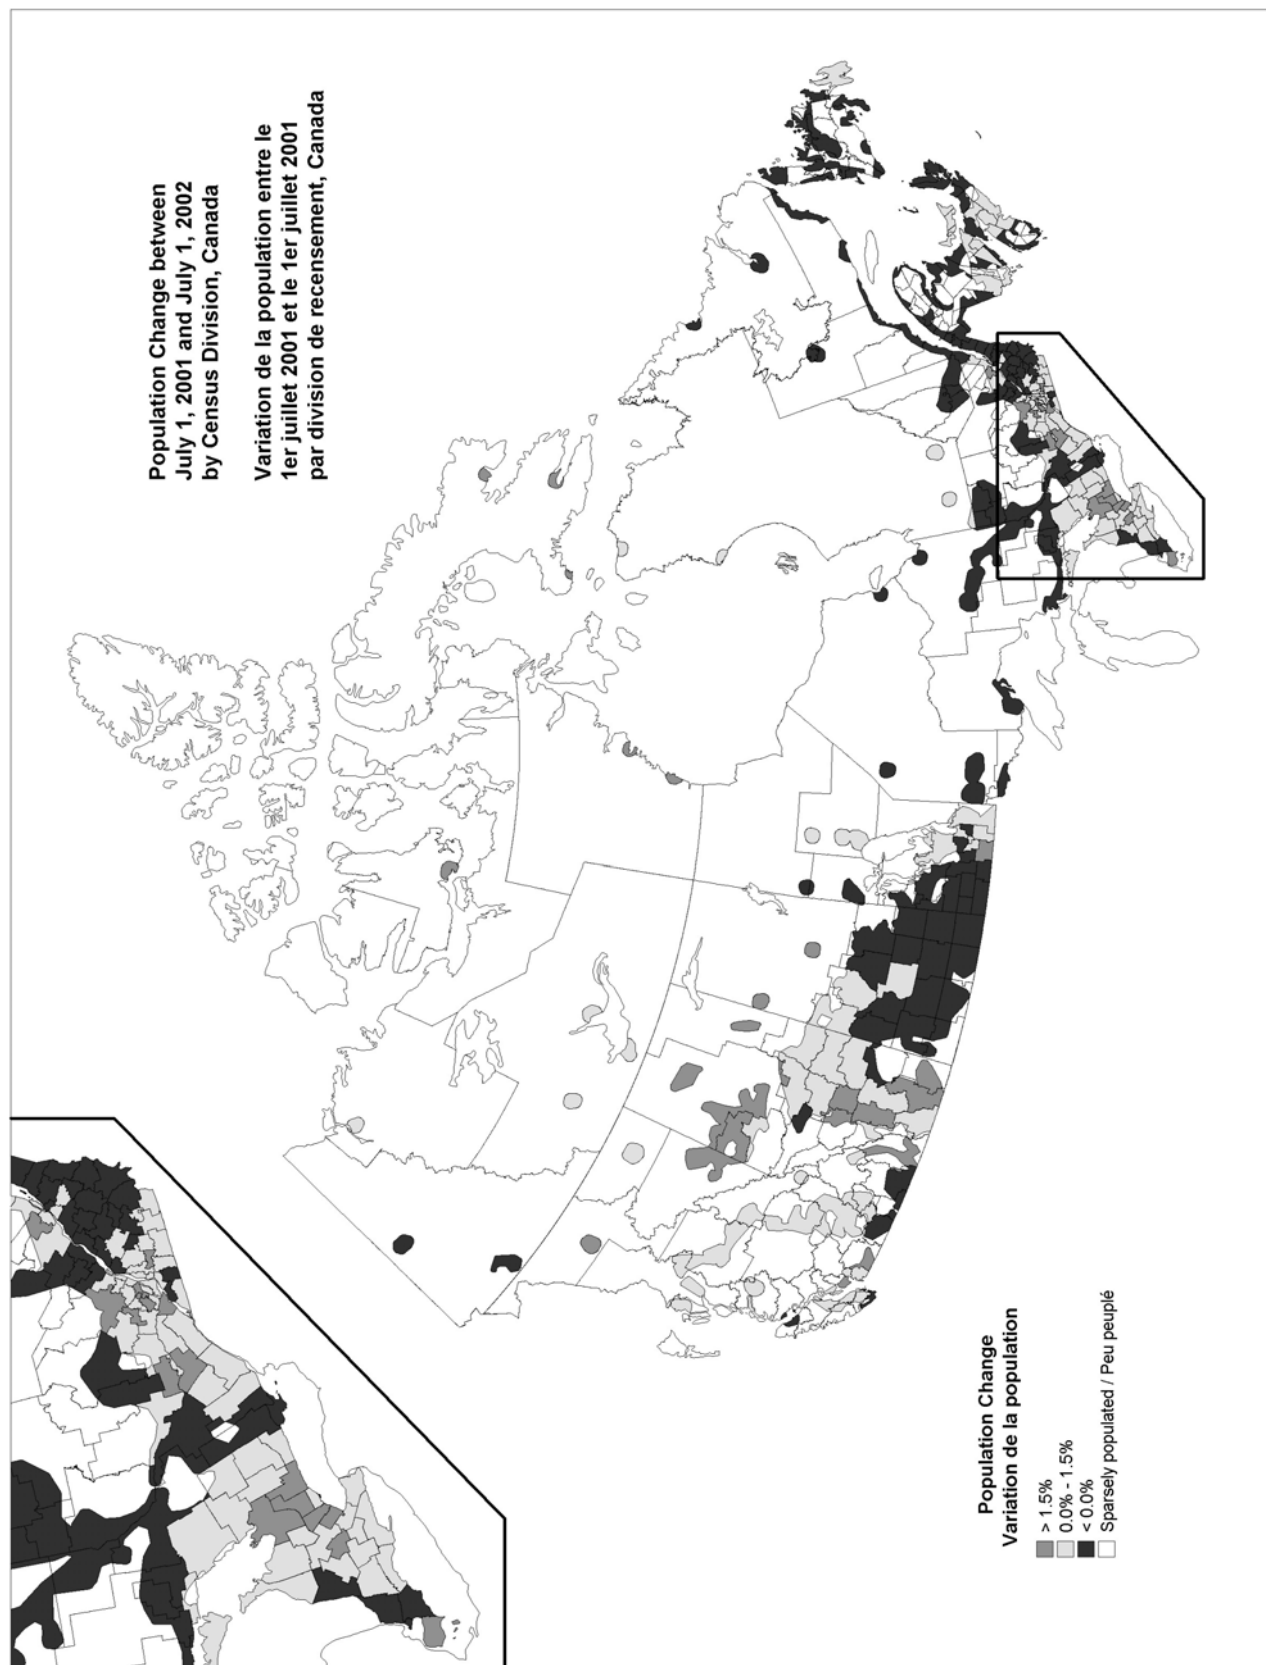 Population Change between
July 1, 2001 and July 1, 2002
by Census Division, Canada
Variation de la population entre le
1er juillet 2001 et le 1er juillet 2001
par division de recensement, Canada
Population Change
Variation de la population
> 1.5%
0.0% - 1.5%
< 0.0%
Sparsely populated / Peu peuplé